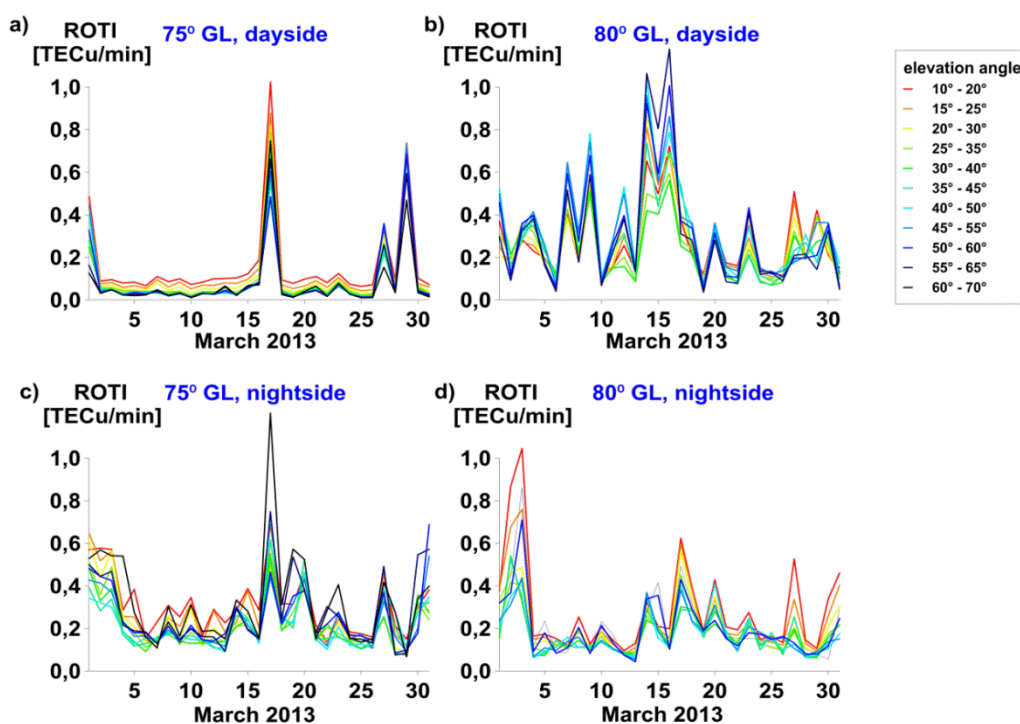 a) ROTI 75º GL, dayside
[TECu/min]
1,0
0,8
0,6
0,4
0,2
0,0
5 10 15 20 25 30
March 2013
b) ROTI 80º GL, dayside
[TECu/min]
1,0
0,8
0,6
0,4
0,2
0,0
5 10 15 20 25 30
March 2013
elevation angle
10° - 20°
15° - 25°
20° - 30°
25° - 35°
30° - 40°
35° - 45°
40° - 50°
45° - 55°
50° - 60°
55° - 65°
60° - 70°
c) ROTI 75º GL, nightside
[TECu/min]
1,0
0,8
0,6
0,4
0,2
0,0
5 10 15 20 25 30
March 2013
d) ROTI 80º GL, nightside
[TECu/min]
1,0
0,8
0,6
0,4
0,2
0,0
5 10 15 20 25 30
March 2013